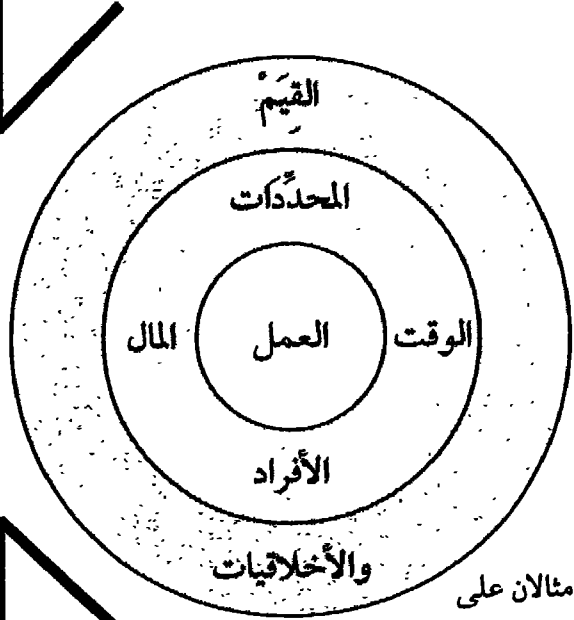 القِيَمْ
المحدِّدات
الوقت
العمل
المال
الأفراد
والأخلاقيات
مثالان على